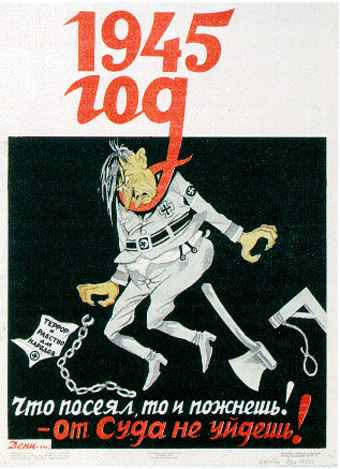 1945
год
ТЕРРОР
И
РАБСТВО
ДЛЯ
НАРОДОВ
Что посеял, то и пожнешь!
- от Суда не уйдешь!
Дени